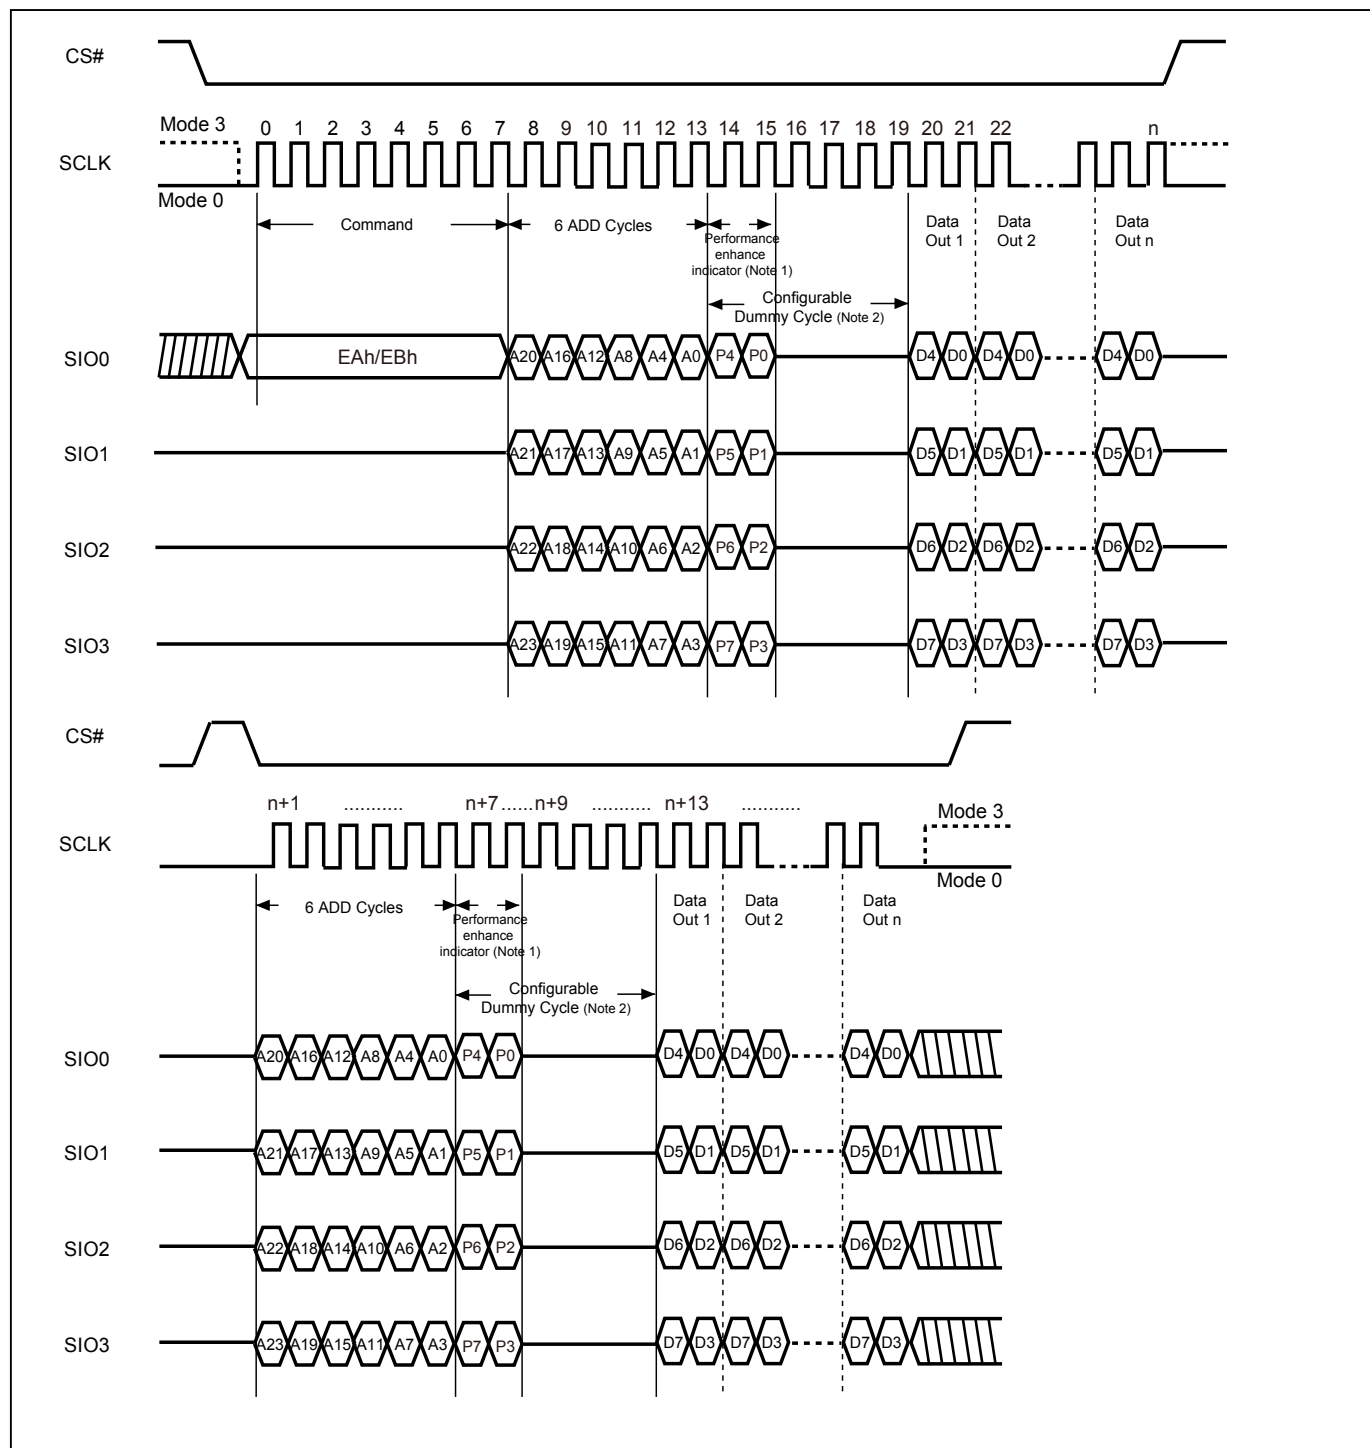 CS#
Mode 3
0 1 2 3 4 5 6 7 8 9 10 11 12 13 14 15 16 17 18 19 20 21 22 n
SCLK
Mode 0
Command
6 ADD Cycles
Performance
enhance
indicator (Note 1)
Data
Out 1
Data
Out 2
Data
Out n
Configurable
Dummy Cycle (Note 2)
SIO0 EAh/EBh A20 A16 A12 A8 A4 A0 P4 P0 D4 D0 D4 D0 D4 D0
SIO1 A21 A17 A13 A9 A5 A1 P5 P1 D5 D1 D5 D1 D5 D1
SIO2 A22 A18 A14 A10 A6 A2 P6 P2 D6 D2 D6 D2 D6 D2
SIO3 A23 A19 A15 A11 A7 A3 P7 P3 D7 D3 D7 D3 D7 D3
CS#
n+1 ........... n+7 ......n+9 ........... n+13 ...........
Mode 3
SCLK
Mode 0
6 ADD Cycles
Performance
enhance
indicator (Note 1)
Data
Out 1
Data
Out 2
Data
Out n
Configurable
Dummy Cycle (Note 2)
SIO0 A20 A16 A12 A8 A4 A0 P4 P0 D4 D0 D4 D0 D4 D0
SIO1 A21 A17 A13 A9 A5 A1 P5 P1 D5 D1 D5 D1 D5 D1
SIO2 A22 A18 A14 A10 A6 A2 P6 P2 D6 D2 D6 D2 D6 D2
SIO3 A23 A19 A15 A11 A7 A3 P7 P3 D7 D3 D7 D3 D7 D3